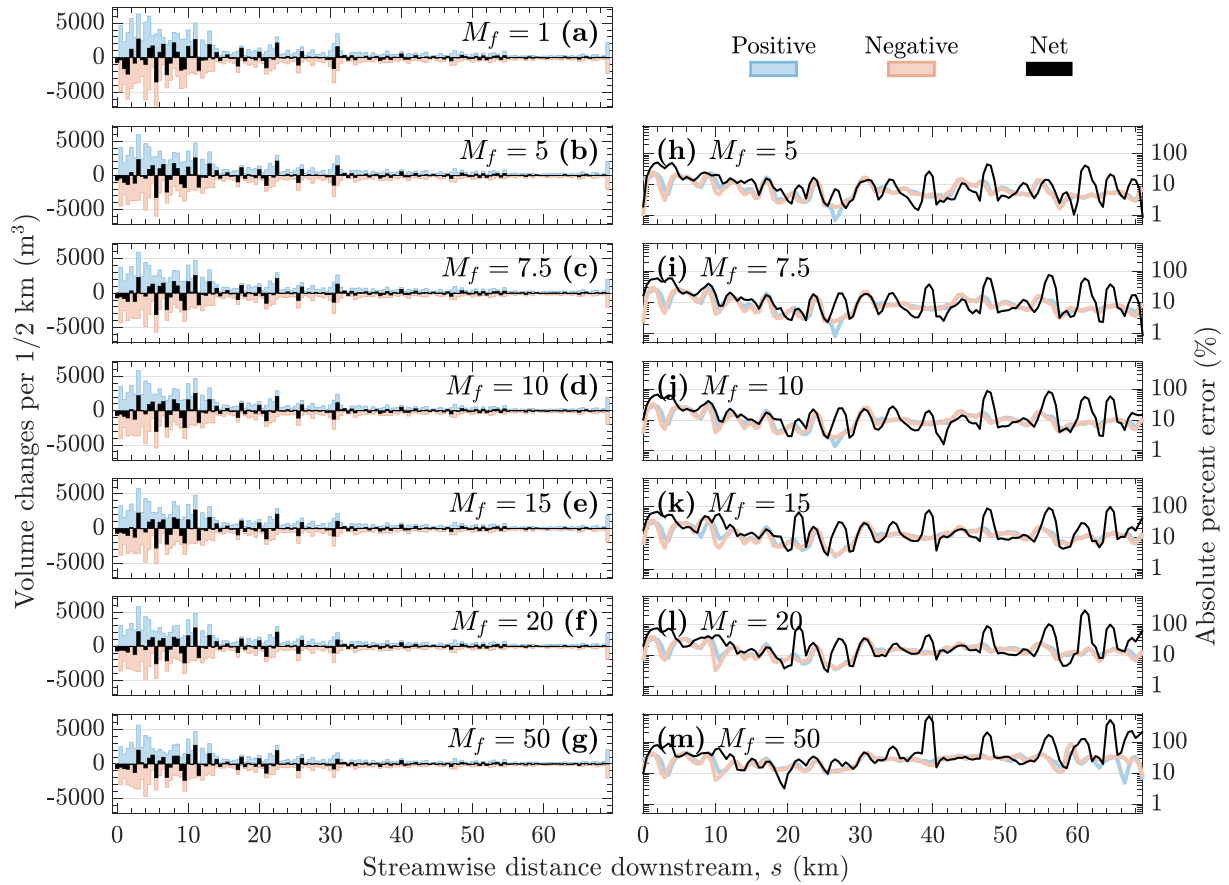 5000
0
-5000
M_f = 1 (a)
Positive
Negative
Net
5000
0
-5000
M_f = 5 (b)
(h) M_f = 5
100
10
1
5000
0
-5000
M_f = 7.5 (c)
(i) M_f = 7.5
100
10
1
5000
0
-5000
M_f = 10 (d)
(j) M_f = 10
100
10
1
5000
0
-5000
M_f = 15 (e)
(k) M_f = 15
100
10
1
5000
0
-5000
M_f = 20 (f)
(l) M_f = 20
100
10
1
5000
0
-5000
M_f = 50 (g)
(m) M_f = 50
100
10
1
0 10 20 30 40 50 60
0 10 20 30 40 50 60
Volume changes per 1/2 km (m³)
Absolute percent error (%)
Streamwise distance downstream, s (km)